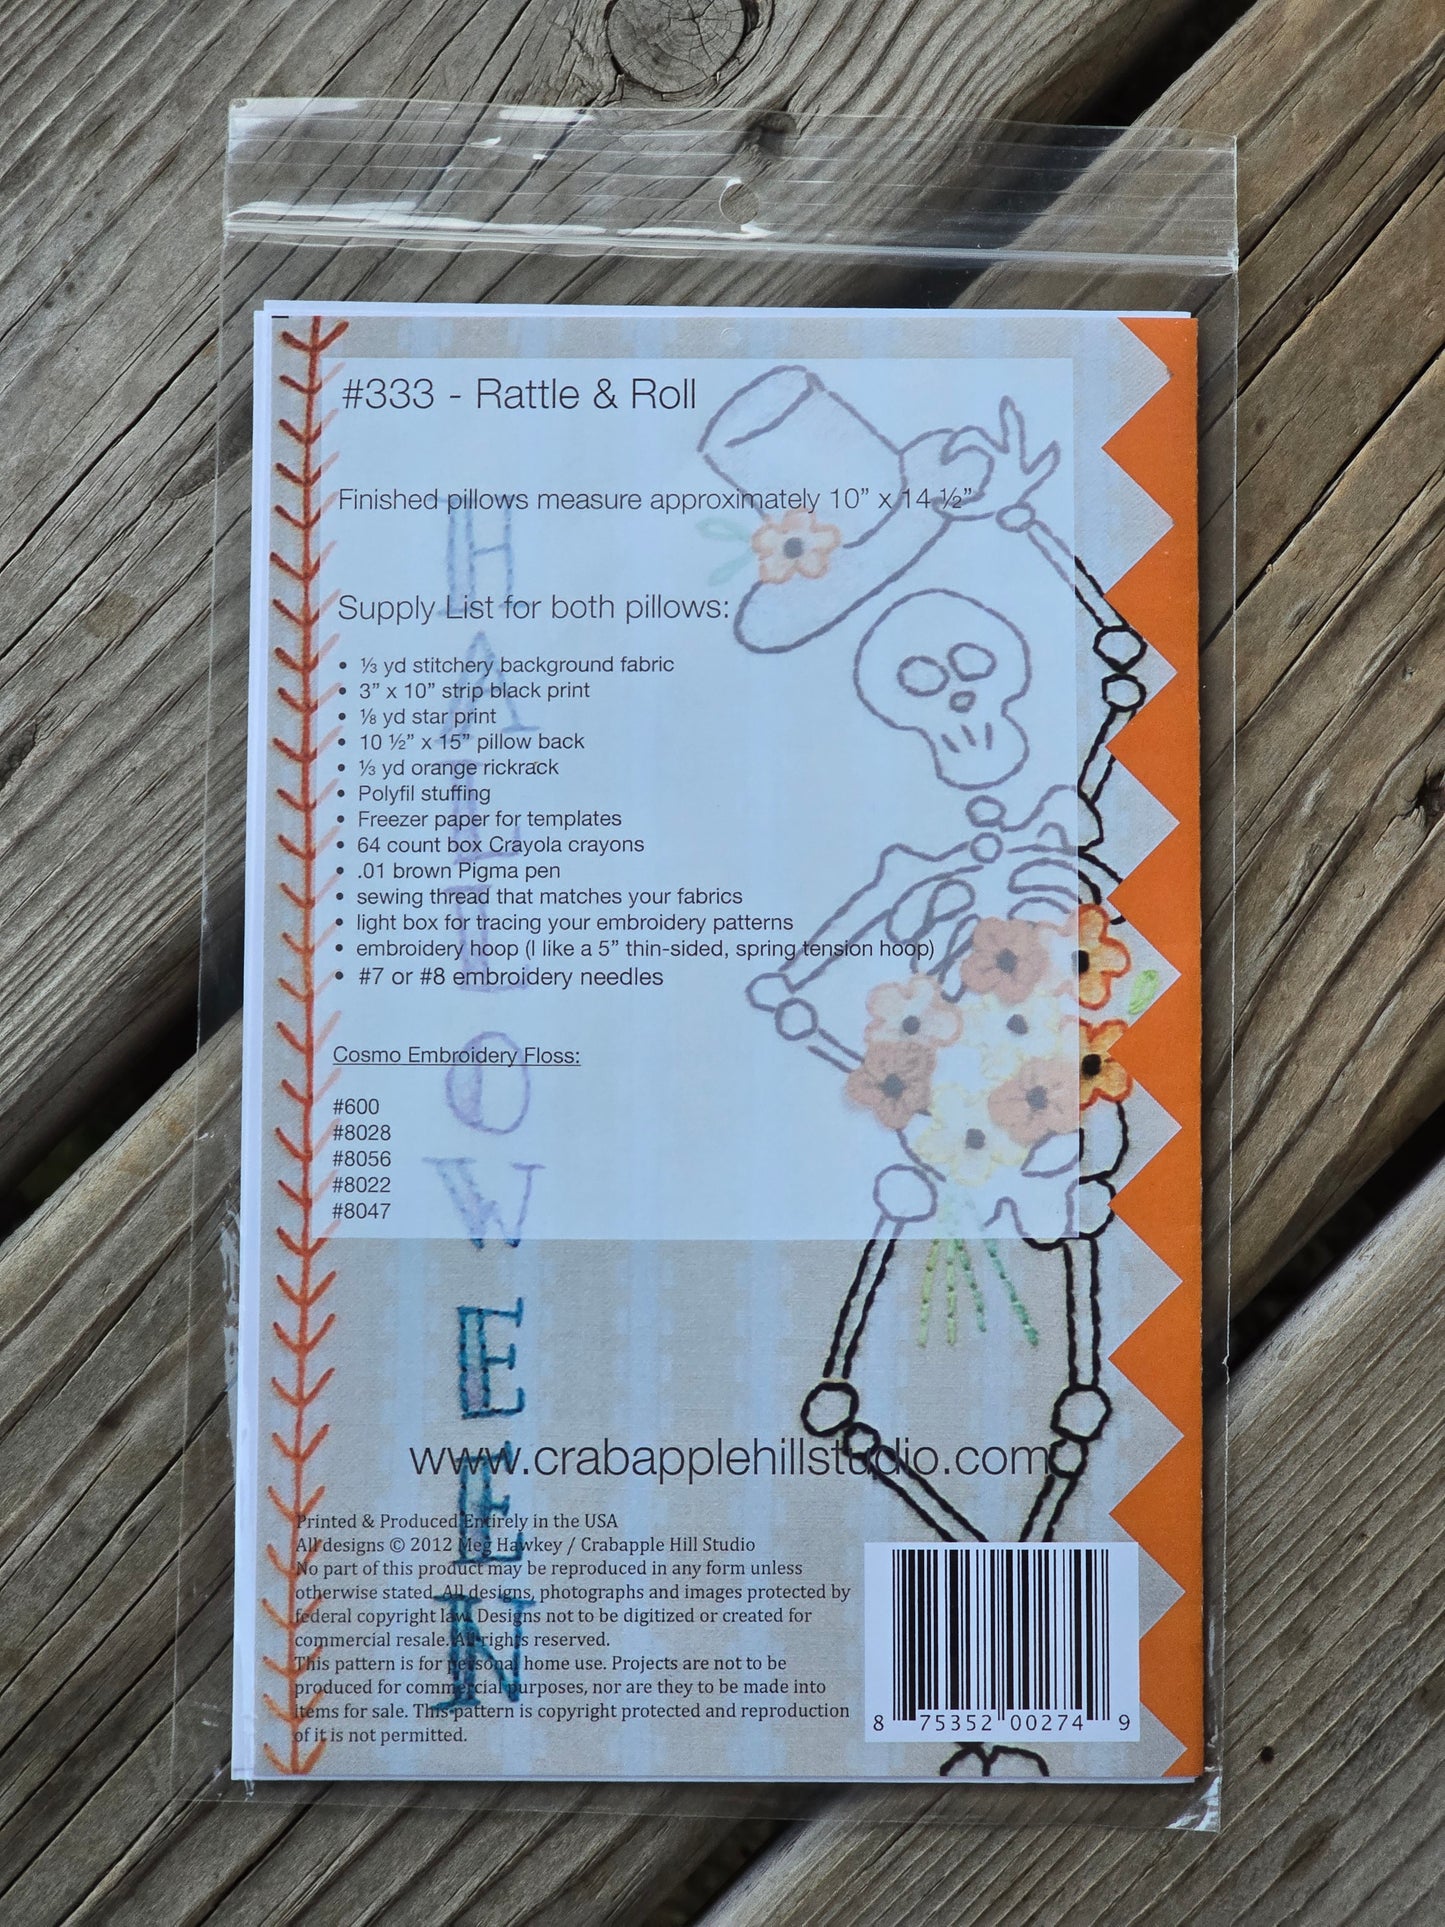 #333 - Rattle & Roll
Finished pillows measure approximately 10” x 14 ½”
Supply List for both pillows:
• ⅓ yd stitchery background fabric
• 3” x 10” strip black print
• ⅛ yd star print
• 10 ½” x 15” pillow back
• ⅓ yd orange rickrack
• Polyfil stuffing
• Freezer paper for templates
• 64 count box Crayola crayons
• .01 brown Pigma pen
• sewing thread that matches your fabrics
• light box for tracing your embroidery patterns
• embroidery hoop (I like a 5” thin-sided, spring tension hoop)
• #7 or #8 embroidery needles
Cosmo Embroidery Floss:
#600
#8028
#8056
#8022
#8047
HALLOWEEN
www.crabapplehillstudio.com
Printed & Produced Entirely in the USA
All designs © 2012 Meg Hawkey / Crabapple Hill Studio
No part of this product may be reproduced in any form unless
otherwise stated. All designs, photographs and images protected by
federal copyright law. Designs not to be digitized or created for
commercial resale. All rights reserved.
This pattern is for personal home use. Projects are not to be
produced for commercial purposes, nor are they to be made into
items for sale. This pattern is copyright protected and reproduction
of it is not permitted.
8 75352 00274 9